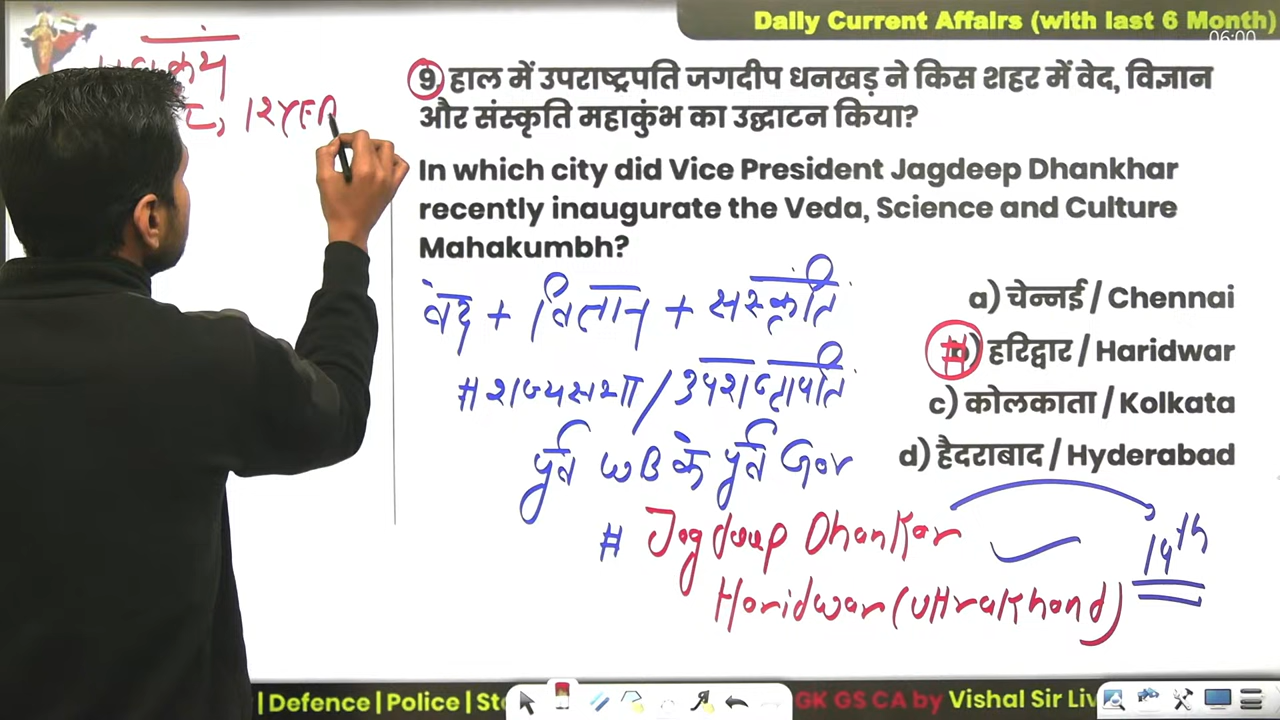 Daily Current Affairs (with last 6 Month)
06:00
9 हाल में उपराष्ट्रपति जगदीप धनखड़ ने किस शहर में वेद, विज्ञान
और संस्कृति महाकुंभ का उद्घाटन किया?
In which city did Vice President Jagdeep Dhankhar
recently inaugurate the Veda, Science and Culture
Mahakumbh?
a) चेन्नई / Chennai
हरिद्वार / Haridwar
c) कोलकाता / Kolkata
d) हैदराबाद / Hyderabad
12YEA
वेद + विज्ञान + संस्कृति
# राज्यसभा / उपराष्ट्रपति
पूर्व WB के पूर्व Gov
# Jagdeep Dhankar
14th
Haridwar (Uttrakhand)
| Defence | Police | Sta
GK GS CA by Vishal Sir Liv